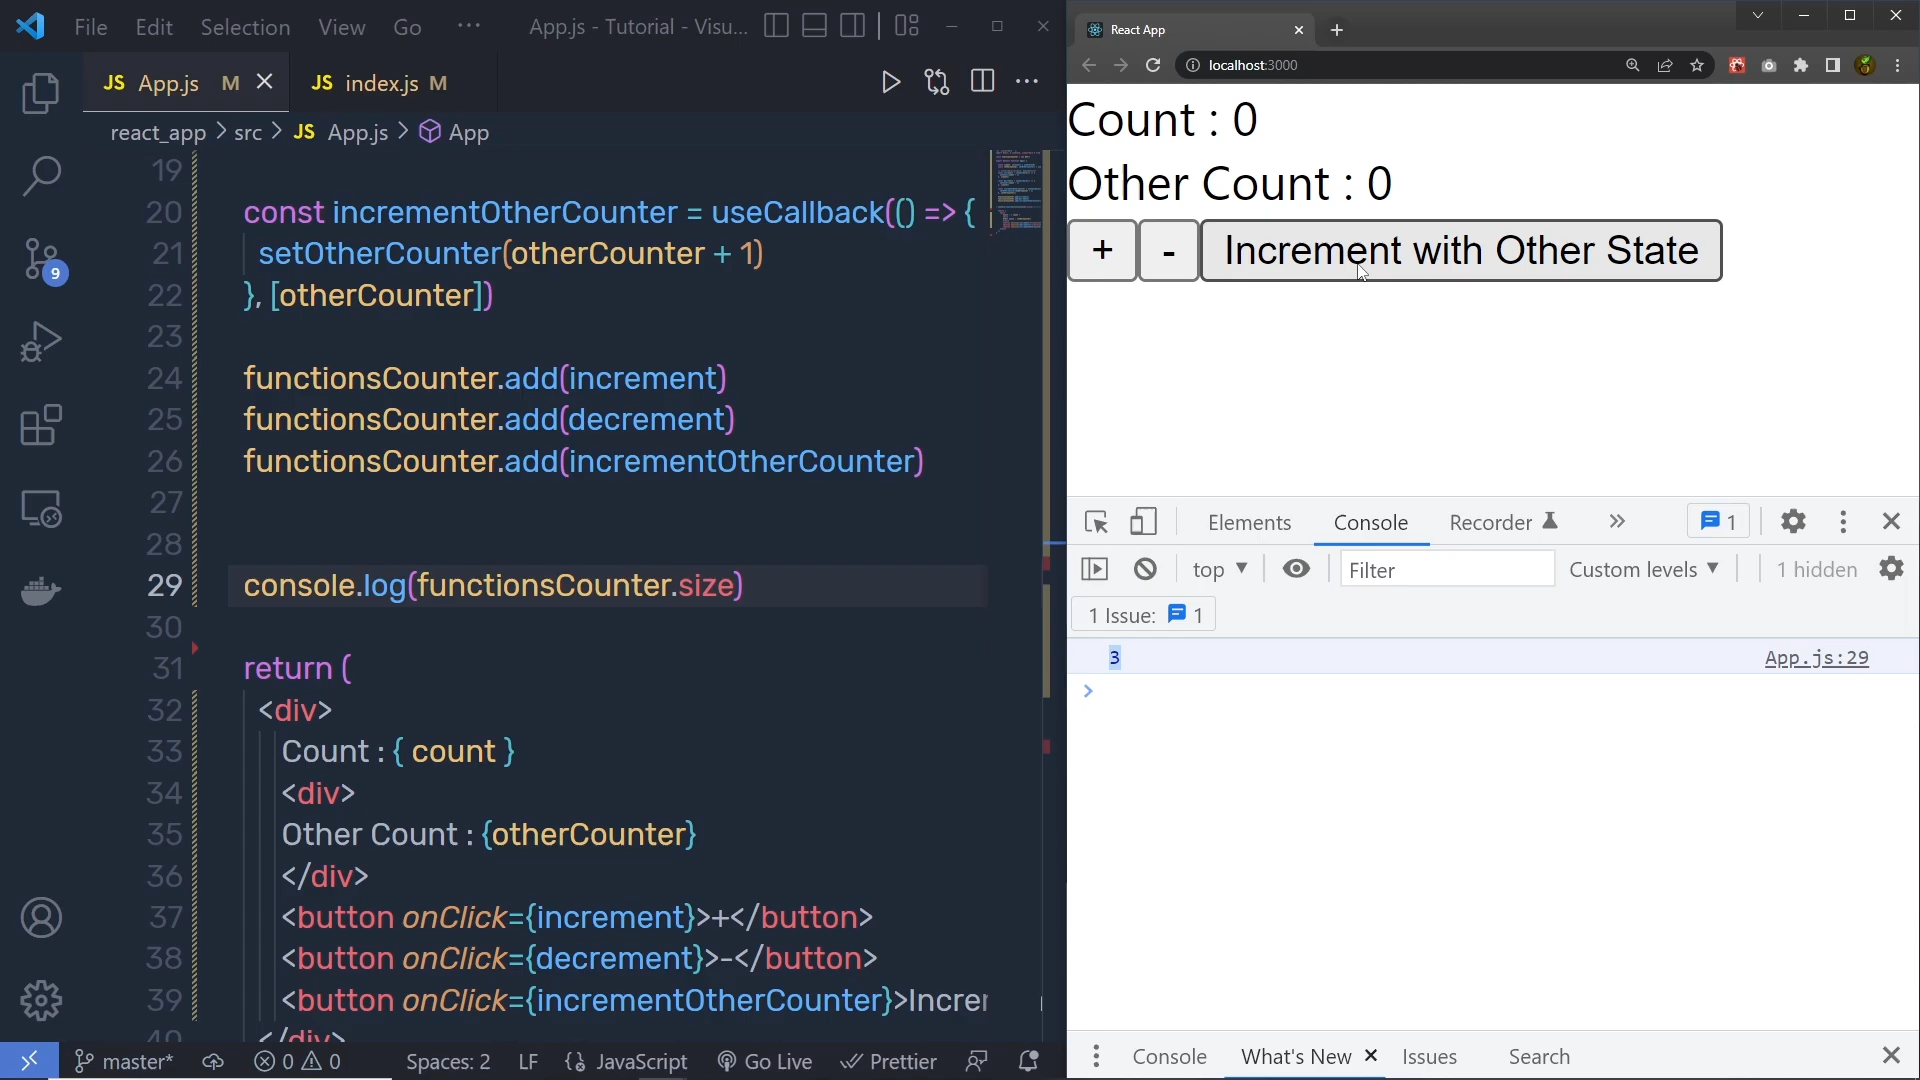 File Edit Selection View Go ··· App.js - Tutorial - Visu...
JS App.js M JS index.js M
react_app > src > JS App.js > App
19
20 const incrementOtherCounter = useCallback(() => {
21 setOtherCounter(otherCounter + 1)
22 }, [otherCounter])
23
24 functionsCounter.add(increment)
25 functionsCounter.add(decrement)
26 functionsCounter.add(incrementOtherCounter)
27
28
29 console.log(functionsCounter.size)
30
31 return (
32 <div>
33 Count : { count }
34 <div>
35 Other Count : {otherCounter}
36 </div>
37 <button onClick={increment}>+</button>
38 <button onClick={decrement}>-</button>
39 <button onClick={incrementOtherCounter}>Increr
40 </div>
9
master* 0 0 Spaces: 2 LF JavaScript Go Live Prettier
React App
localhost:3000
Count : 0
Other Count : 0
+ - Increment with Other State
Elements Console Recorder 1
top Filter Custom levels 1 hidden
1 Issue: 1
3 App.js:29
>
Console What's New Issues Search